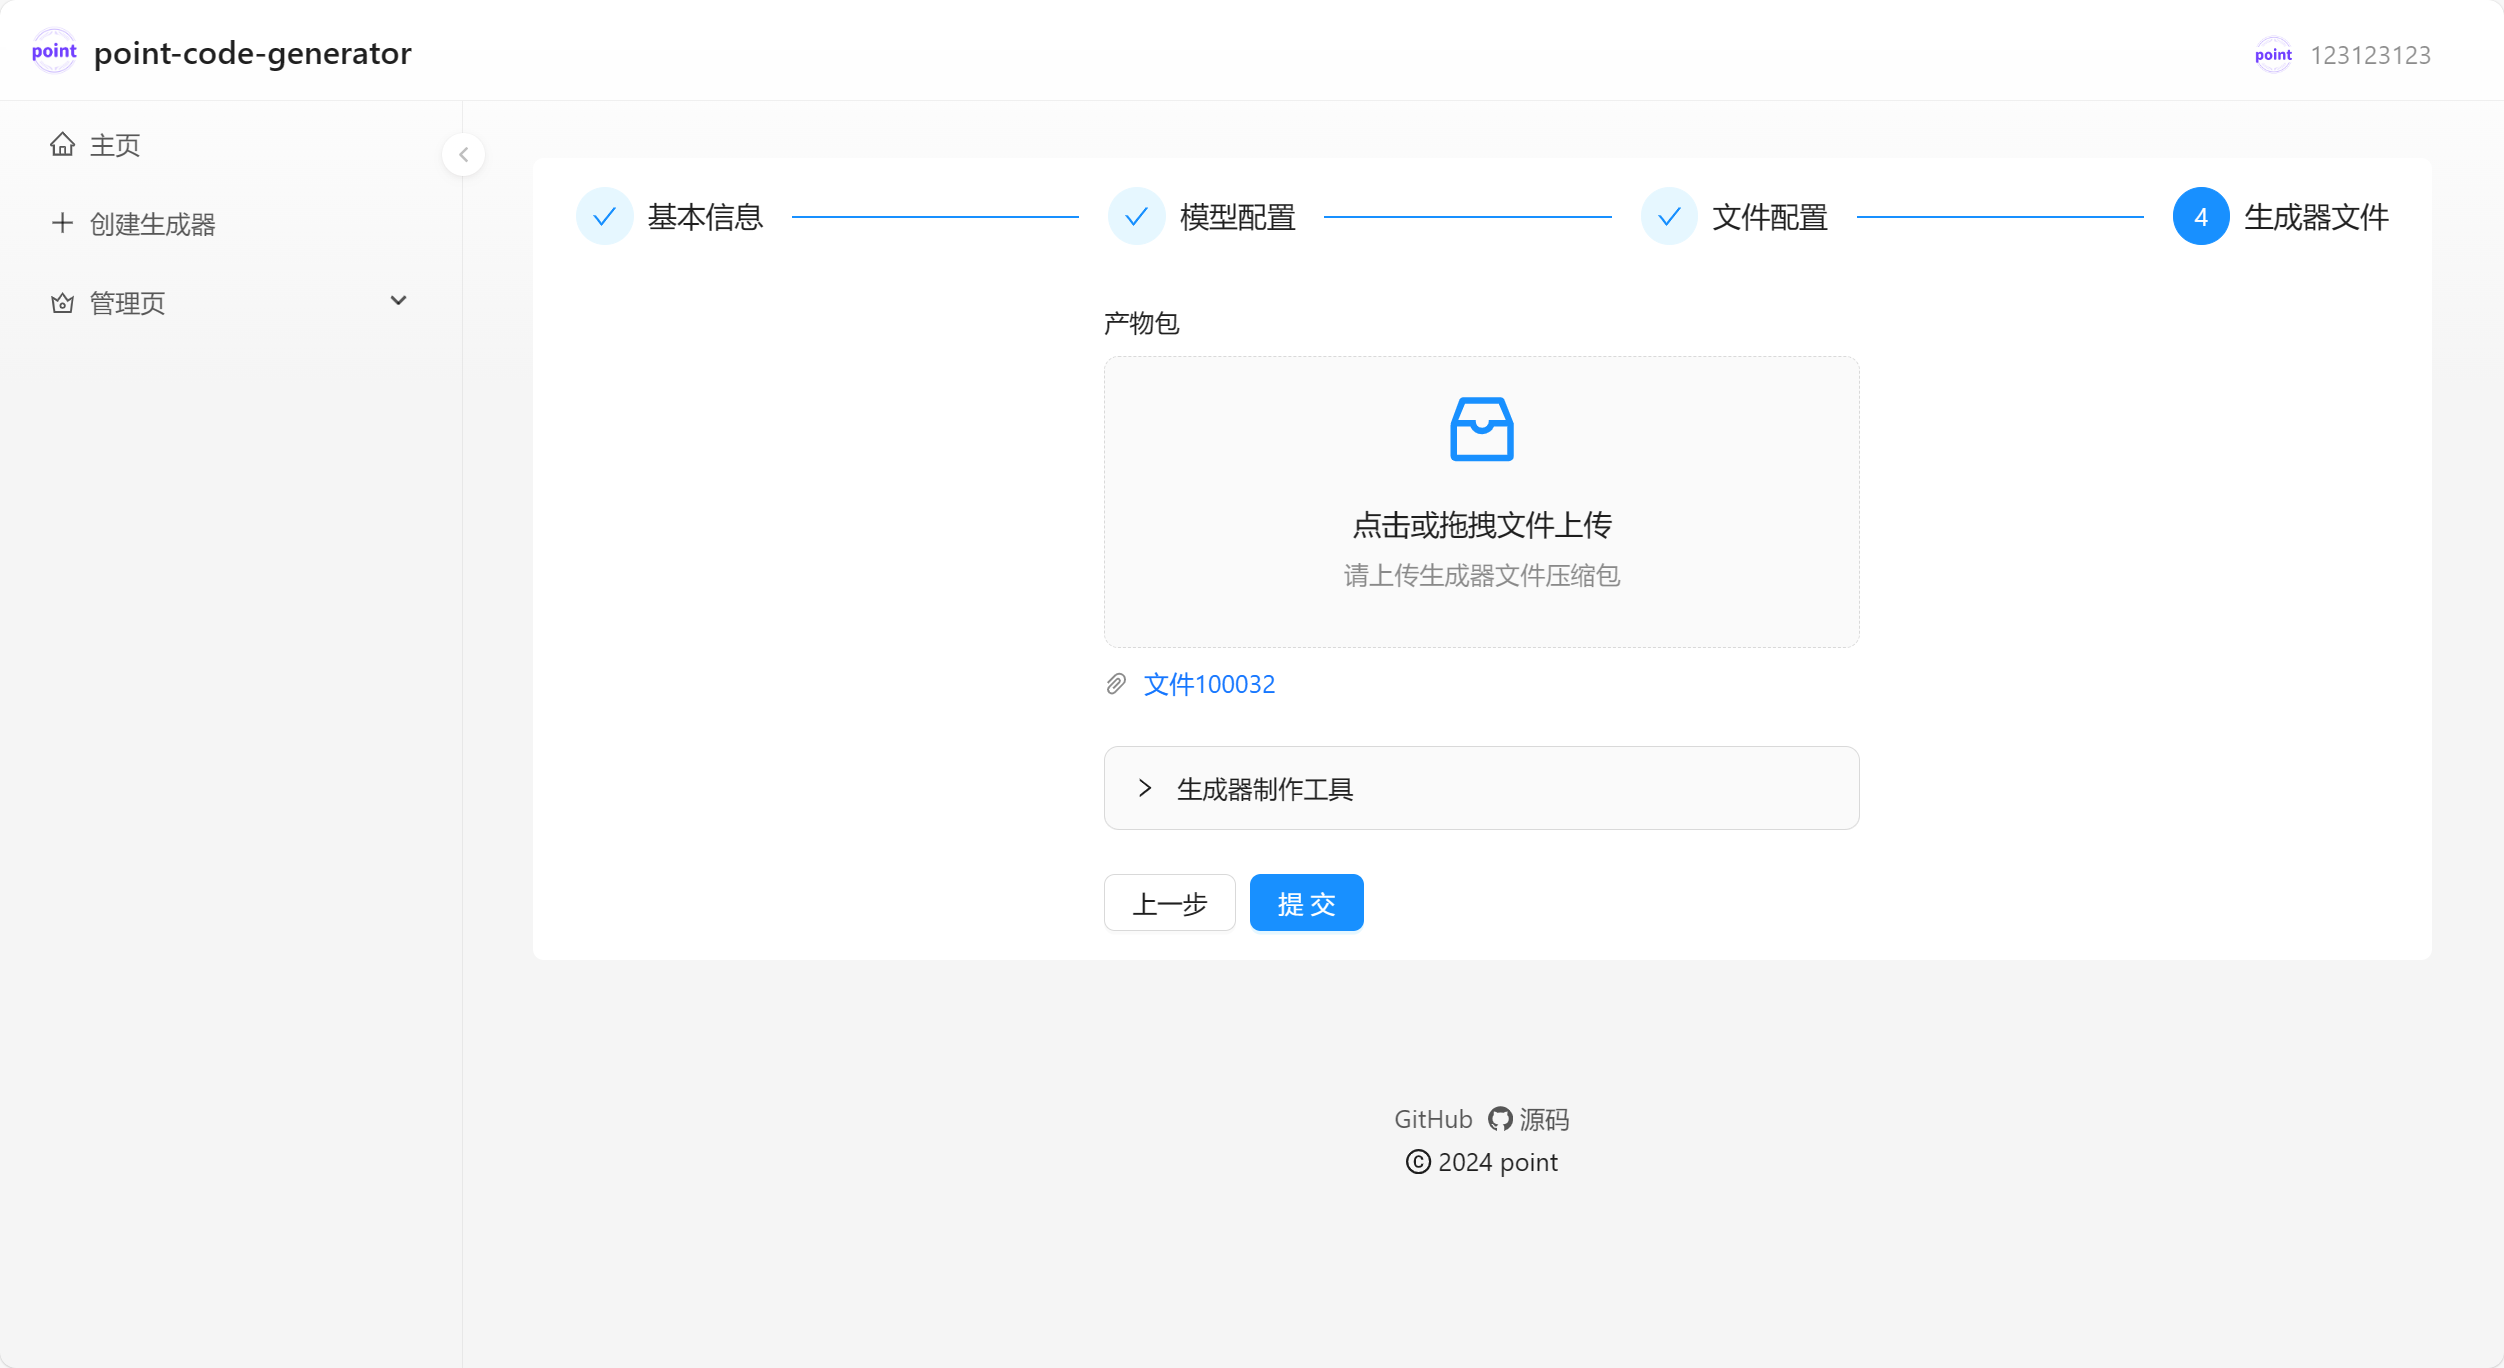 point point-code-generator
point 123123123
主页
创建生成器
管理页
基本信息
模型配置
文件配置
4 生成器文件
产物包
点击或拖拽文件上传
请上传生成器文件压缩包
文件100032
生成器制作工具
上一步 提交
GitHub 源码
© 2024 point